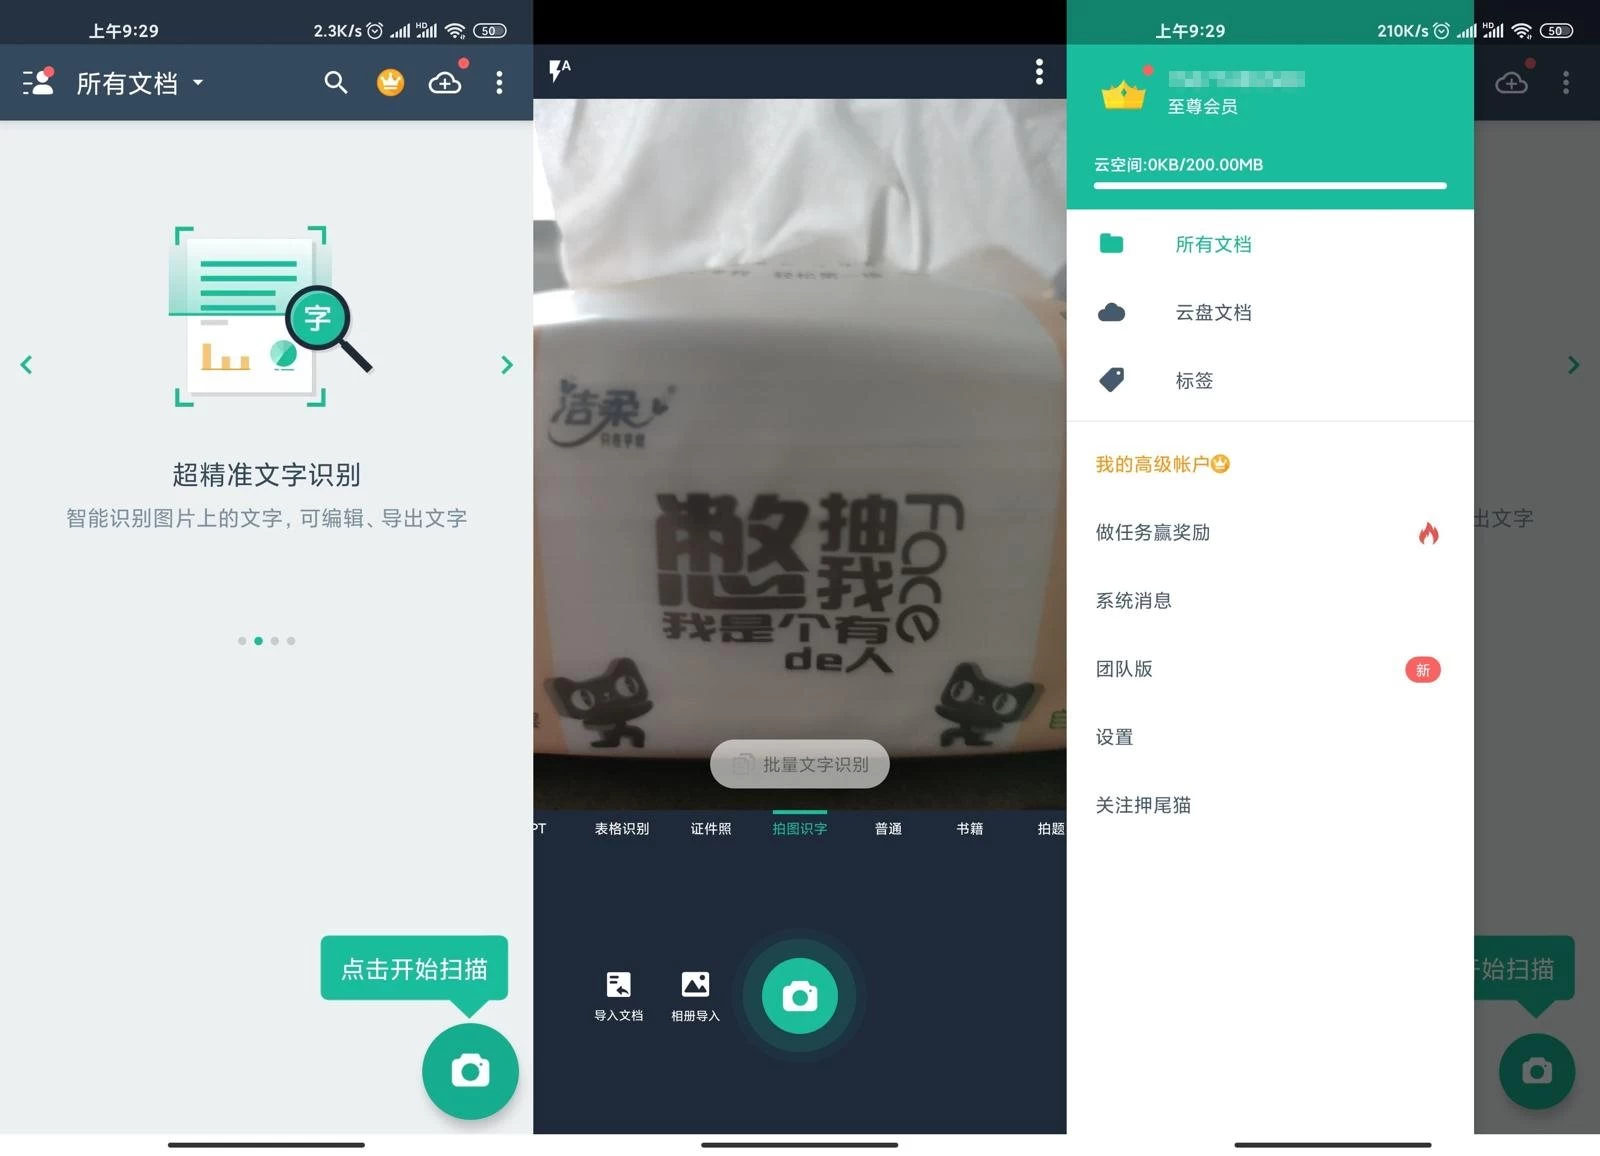 上午9:29
2.3K/s
HD
50
所有文档
字
超精准文字识别
智能识别图片上的文字，可编辑、导出文字
点击开始扫描
A
洁柔
憋抽
我
Face
我是个有
de人
批量文字识别
PT
表格识别
证件照
拍图识字
普通
书籍
拍题
导入文档
相册导入
上午9:29
210K/s
HD
50
至尊会员
云空间:0KB/200.00MB
所有文档
云盘文档
标签
我的高级帐户
做任务赢奖励
系统消息
团队版
新
设置
关注押尾猫
出文字
开始扫描